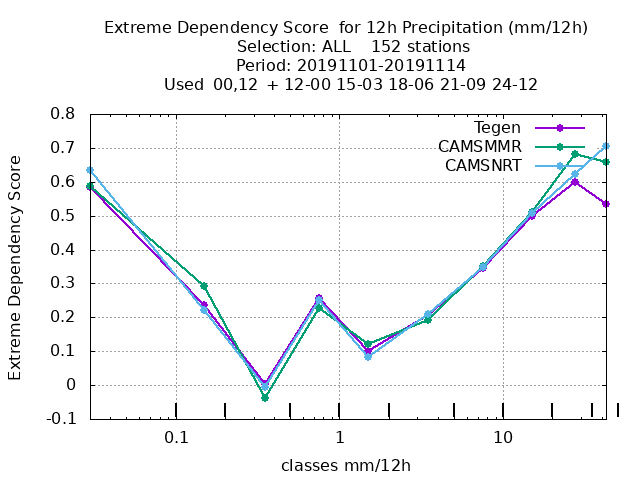 Extreme Dependency Score  for 12h Precipitation (mm/12h)
Selection: ALL    152 stations
Period: 20191101-20191114
Used  00,12  + 12-00 15-03 18-06 21-09 24-12
Tegen
CAMSMMR
CAMSNRT
Extreme Dependency Score
0.8
0.7
0.6
0.5
0.4
0.3
0.2
0.1
0
-0.1
0.1 1 10
classes mm/12h